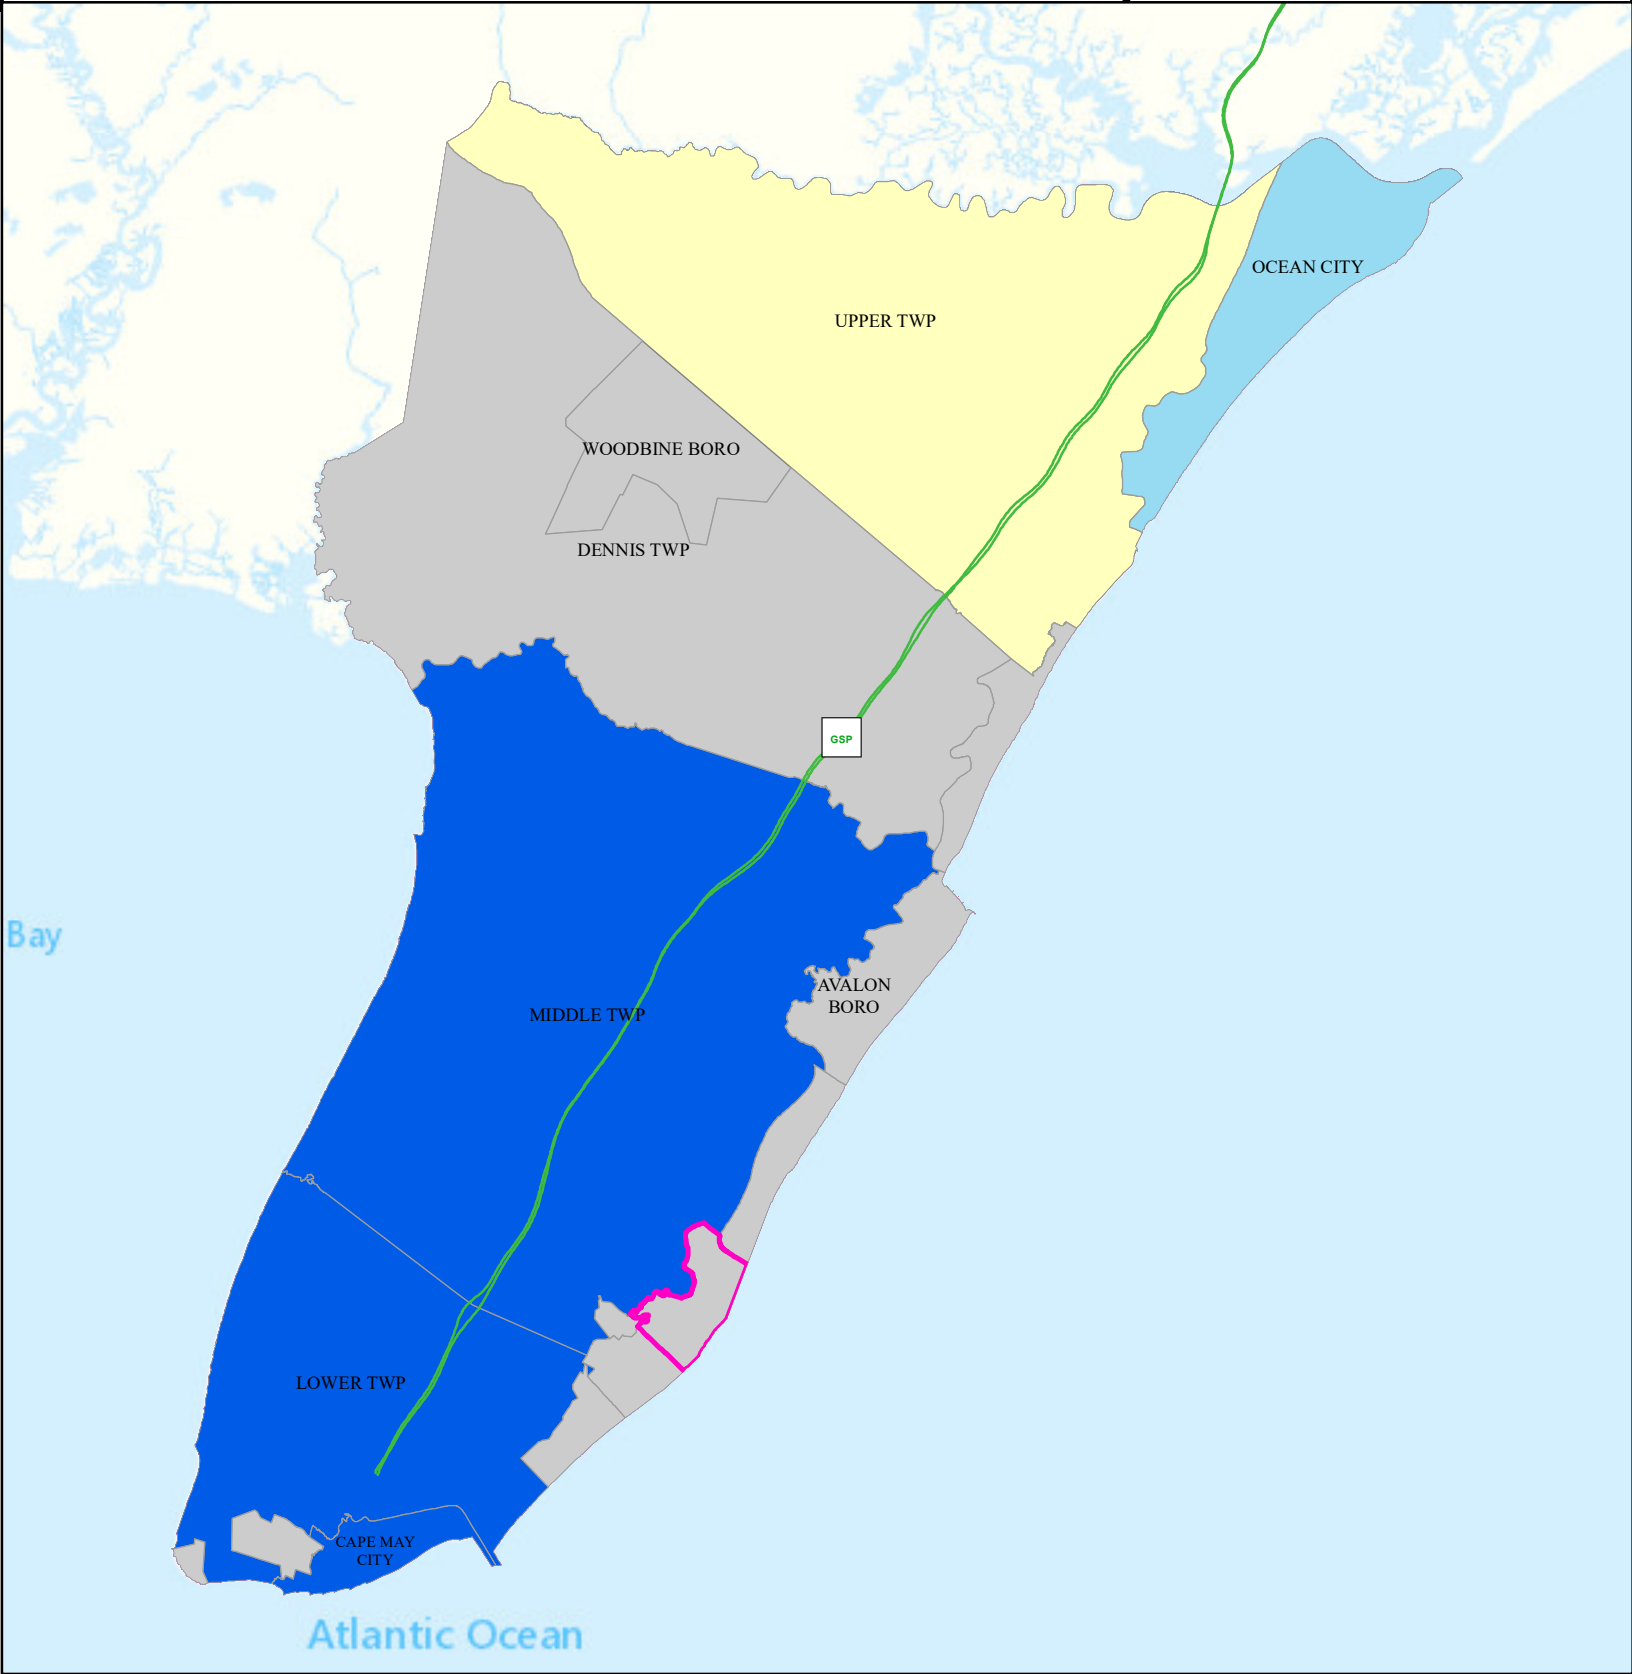 OCEAN CITY
UPPER TWP
WOODBINE BORO
DENNIS TWP
GSP
Bay
AVALON
BORO
MIDDLE TWP
LOWER TWP
CAPE MAY
CITY
Atlantic Ocean